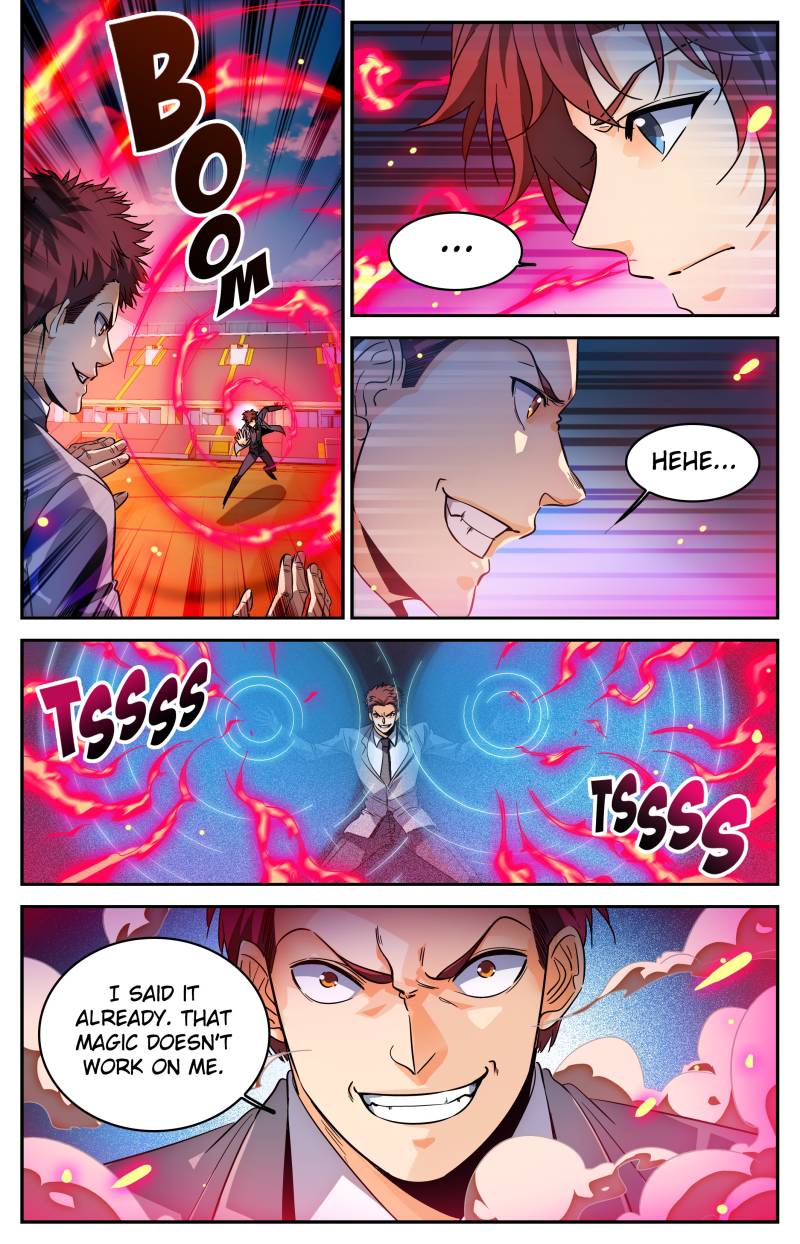 BOOM
...
HEHE...
TSSSS
TSSSS
I SAID IT
ALREADY. THAT
MAGIC DOESN'T
WORK ON ME.